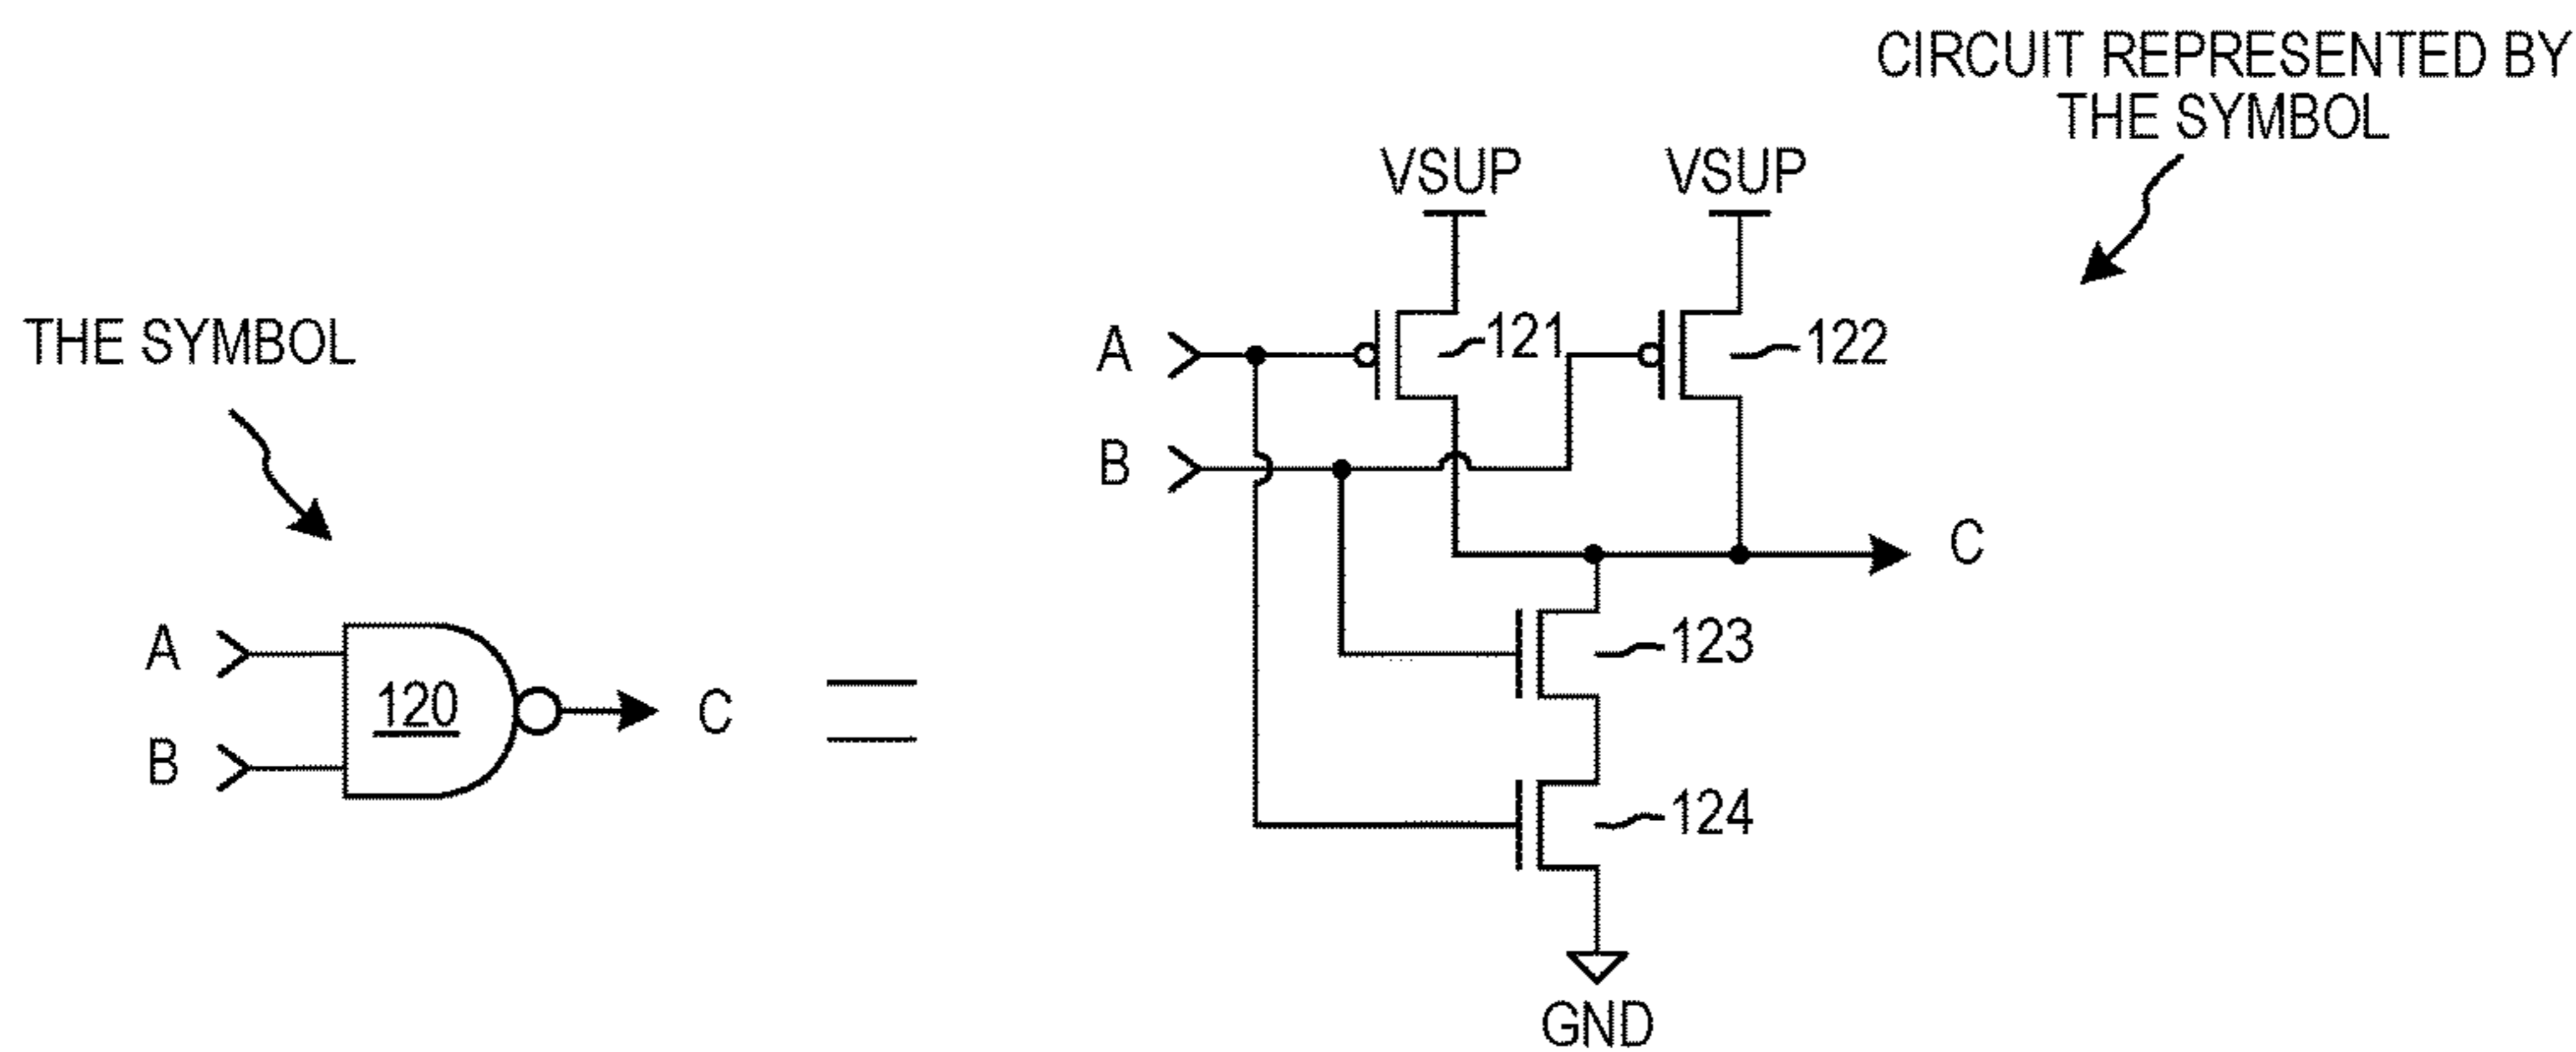 CIRCUIT REPRESENTED BY
THE SYMBOL
VSUP VSUP
THE SYMBOL
A 121 122
B
C
A 123
120 C
B
124
GND